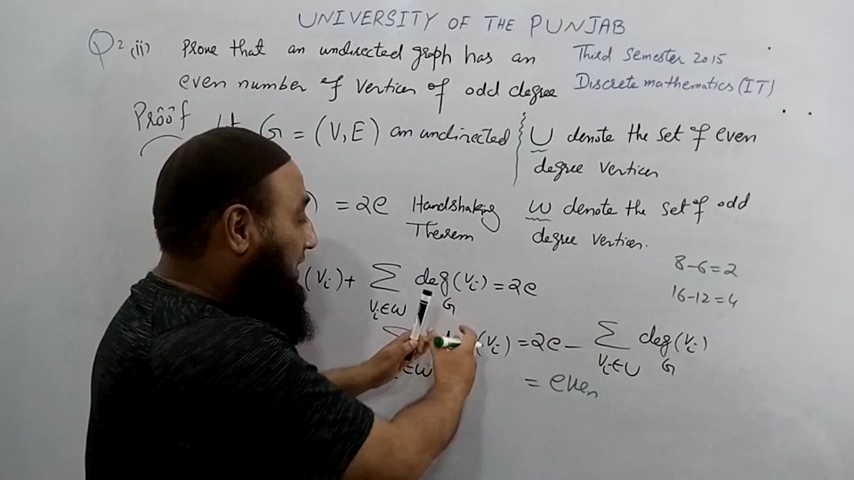 UNIVERSITY OF THE PUNJAB
Q2 (ii) Prove that an undirected graph has an
even number of vertices of odd degree
Third Semester 2015
Discrete mathematics (IT)
Proof Let G = (V, E) an undirected
U denote the set of even
degree vertices
) = 2e Handshaking
Theorem
W denote the set of odd
degree vertices.
(vi) + Σ deg(vi) = 2e
vi∈W G
8-6=2
16-12=4
(vi) = 2e - Σ deg(vi)
∈W vi∈U G
= even